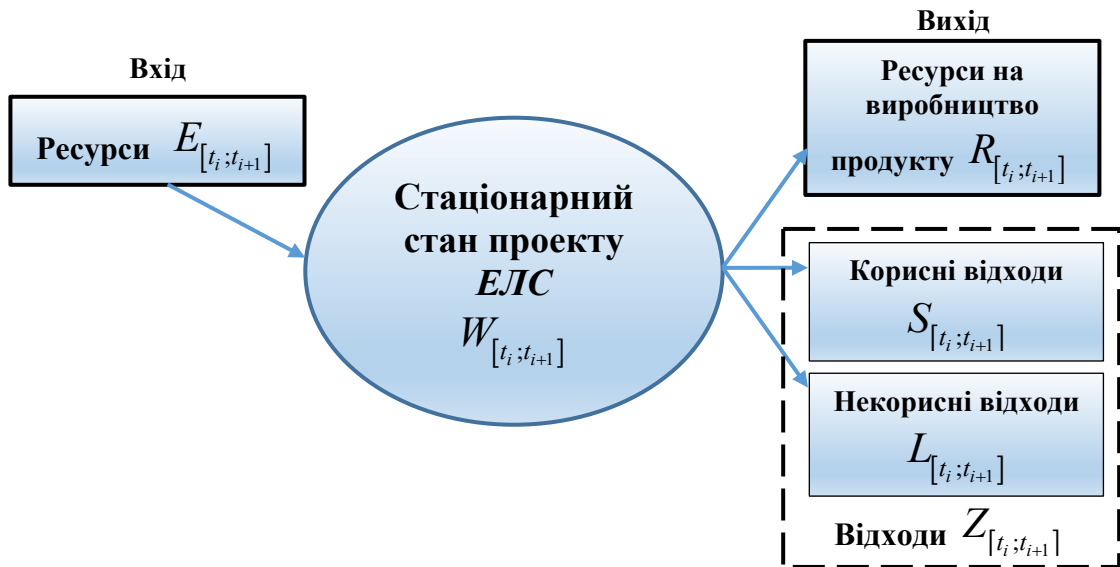 Вхід
Ресурси E[tᵢ;tᵢ₊₁]
Стаціонарний
стан проекту
ЕЛС
W[tᵢ;tᵢ₊₁]
Вихід
Ресурси на
виробництво
продукту R[tᵢ;tᵢ₊₁]
Корисні відходи
S[tᵢ;tᵢ₊₁]
Некорисні відходи
L[tᵢ;tᵢ₊₁]
Відходи Z[tᵢ;tᵢ₊₁]